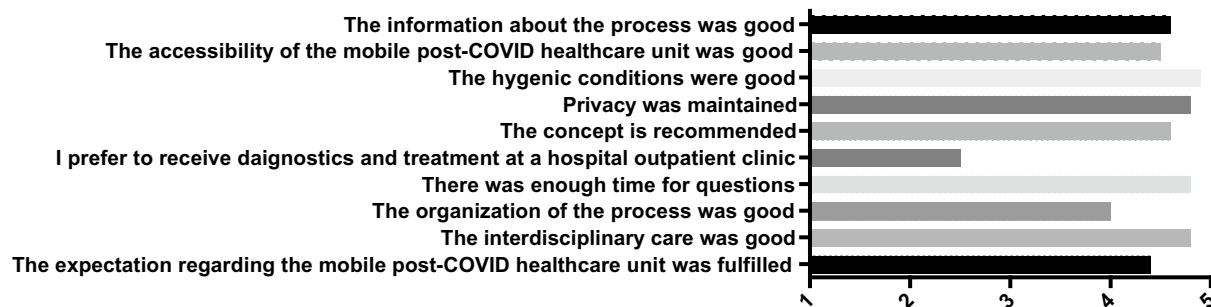 The information about the process was good
The accessibility of the mobile post-COVID healthcare unit was good
The hygenic conditions were good
Privacy was maintained
The concept is recommended
I prefer to receive daignostics and treatment at a hospital outpatient clinic
There was enough time for questions
The organization of the process was good
The interdisciplinary care was good
The expectation regarding the mobile post-COVID healthcare unit was fulfilled
1 2 3 4 5